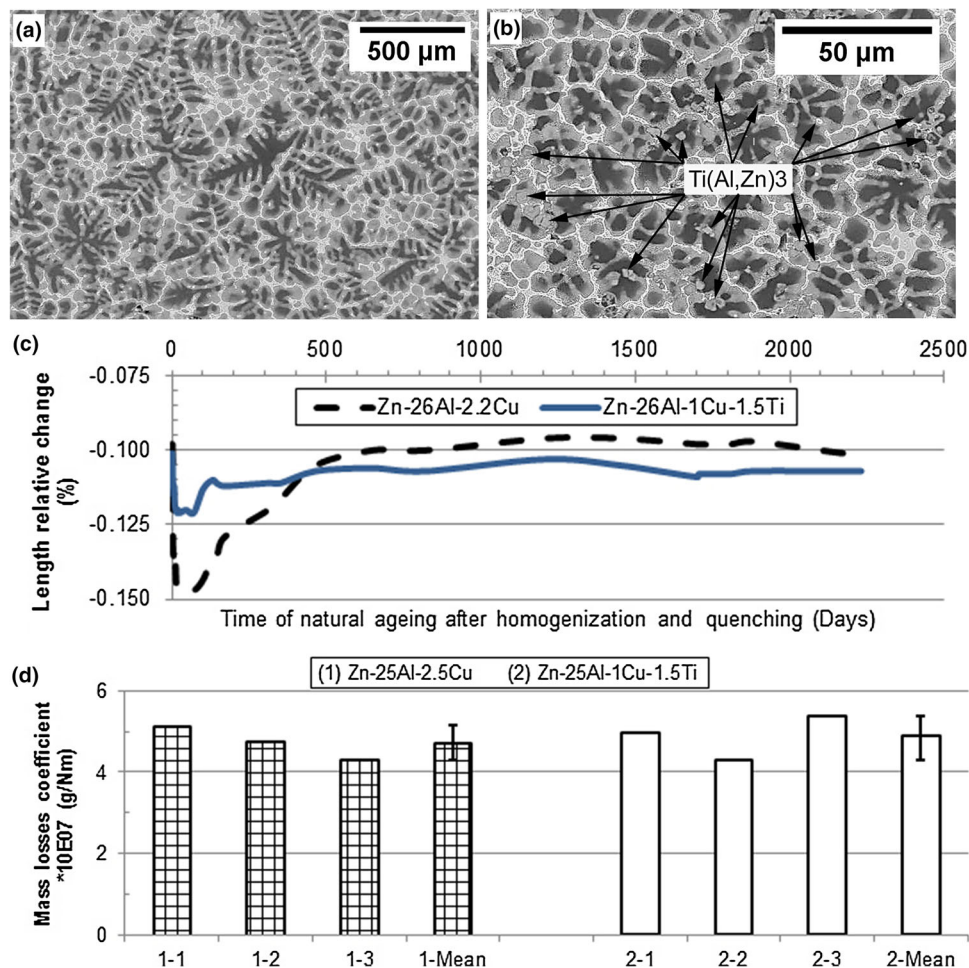 (a)
500 µm
(b)
50 µm
Ti(Al,Zn)3
(c)
0 500 1000 1500 2000 2500
-0.075
-0.100
-0.125
-0.150
Length relative change
(%)
Zn-26Al-2.2Cu Zn-26Al-1Cu-1.5Ti
Time of natural ageing after homogenization and quenching (Days)
(d)
(1) Zn-25Al-2.5Cu (2) Zn-25Al-1Cu-1.5Ti
Mass losses coefficient
*10E07 (g/Nm)
6
4
2
0
1-1 1-2 1-3 1-Mean 2-1 2-2 2-3 2-Mean